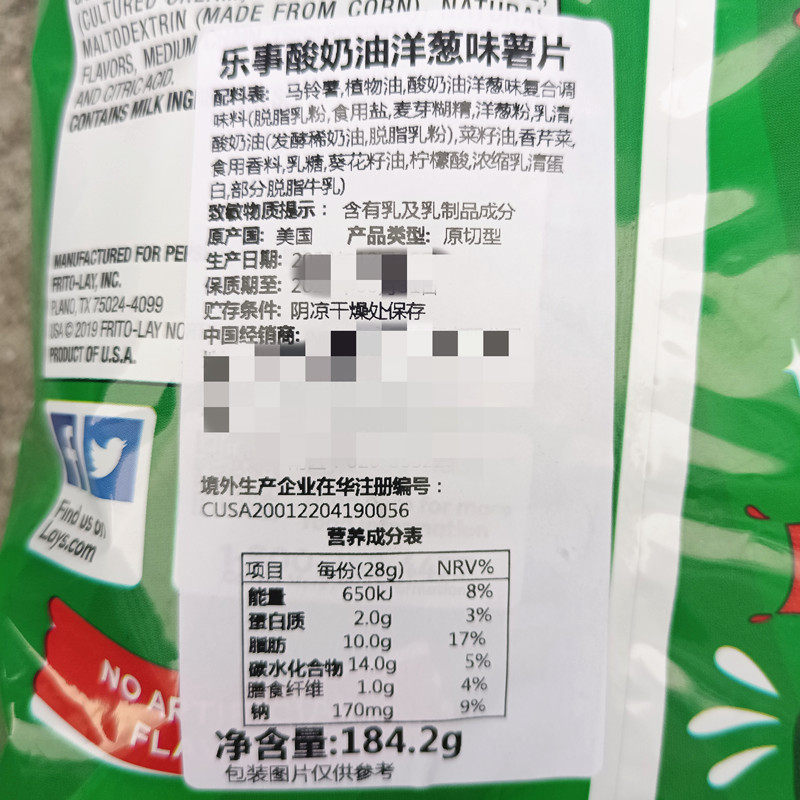 (CULTURED CREAM,
MALTODEXTRIN (MADE FROM CORN), NATURAL
FLAVORS, MEDIUM
AND CITRIC ACID.
CONTAINS MILK ING
MANUFACTURED FOR
FRITO-LAY, INC.
PLANO, TX 75024-4099
USA © 2019 FRITO-LAY NO
PRODUCT OF U.S.A.
Find us on
Lays.com
NO AR
FLA
乐事酸奶油洋葱味薯片
配料表: 马铃薯,植物油,酸奶油洋葱味复合调
味料(脱脂乳粉,食用盐,麦芽糊精,洋葱粉,乳清,
酸奶油(发酵稀奶油,脱脂乳粉),菜籽油,香芹菜,
食用香料,乳糖,葵花籽油,柠檬酸,浓缩乳清蛋
白,部分脱脂牛乳)
致敏物质提示: 含有乳及乳制品成分
原产国: 美国 产品类型: 原切型
生产日期:
保质期至:
贮存条件: 阴凉干燥处保存
中国经销商:
境外生产企业在华注册编号:
CUSA20012204190056
营养成分表
项目 每份(28g) NRV%
能量 650kJ 8%
蛋白质 2.0g 3%
脂肪 10.0g 17%
碳水化合物 14.0g 5%
膳食纤维 1.0g 4%
钠 170mg 9%
净含量:184.2g
包装图片仅供参考